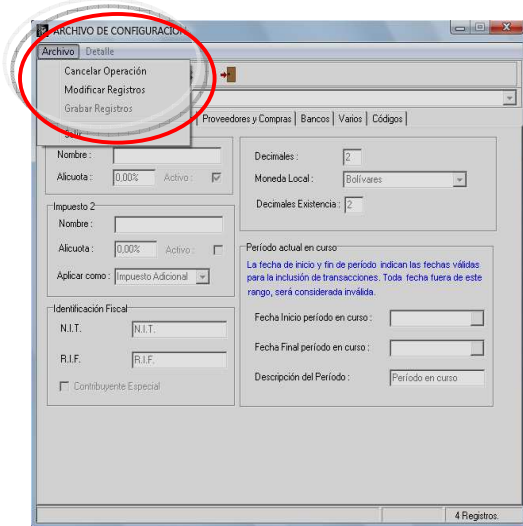 ARCHIVO DE CONFIGURACION
Archivo Detalle
Cancelar Operación
Modificar Registros
Grabar Registros
Salir
Proveedores y Compras Bancos Varios Códigos
Nombre :
Alicuota : 0,00% Activo :
Impuesto 2
Nombre :
Alicuota : 0,00% Activo :
Aplicar como : Impuesto Adicional
Identificación Fiscal
N.I.T. N.I.T.
R.I.F. R.I.F.
Contribuyente Especial
Decimales : 2
Moneda Local : Bolívares
Decimales Existencia : 2
Período actual en curso
La fecha de inicio y fin de período indican las fechas válidas
para la inclusión de transacciones. Toda fecha fuera de este
rango, será considerada inválida.
Fecha Inicio período en curso :
Fecha Final período en curso :
Descripción del Período : Período en curso
4 Registros.